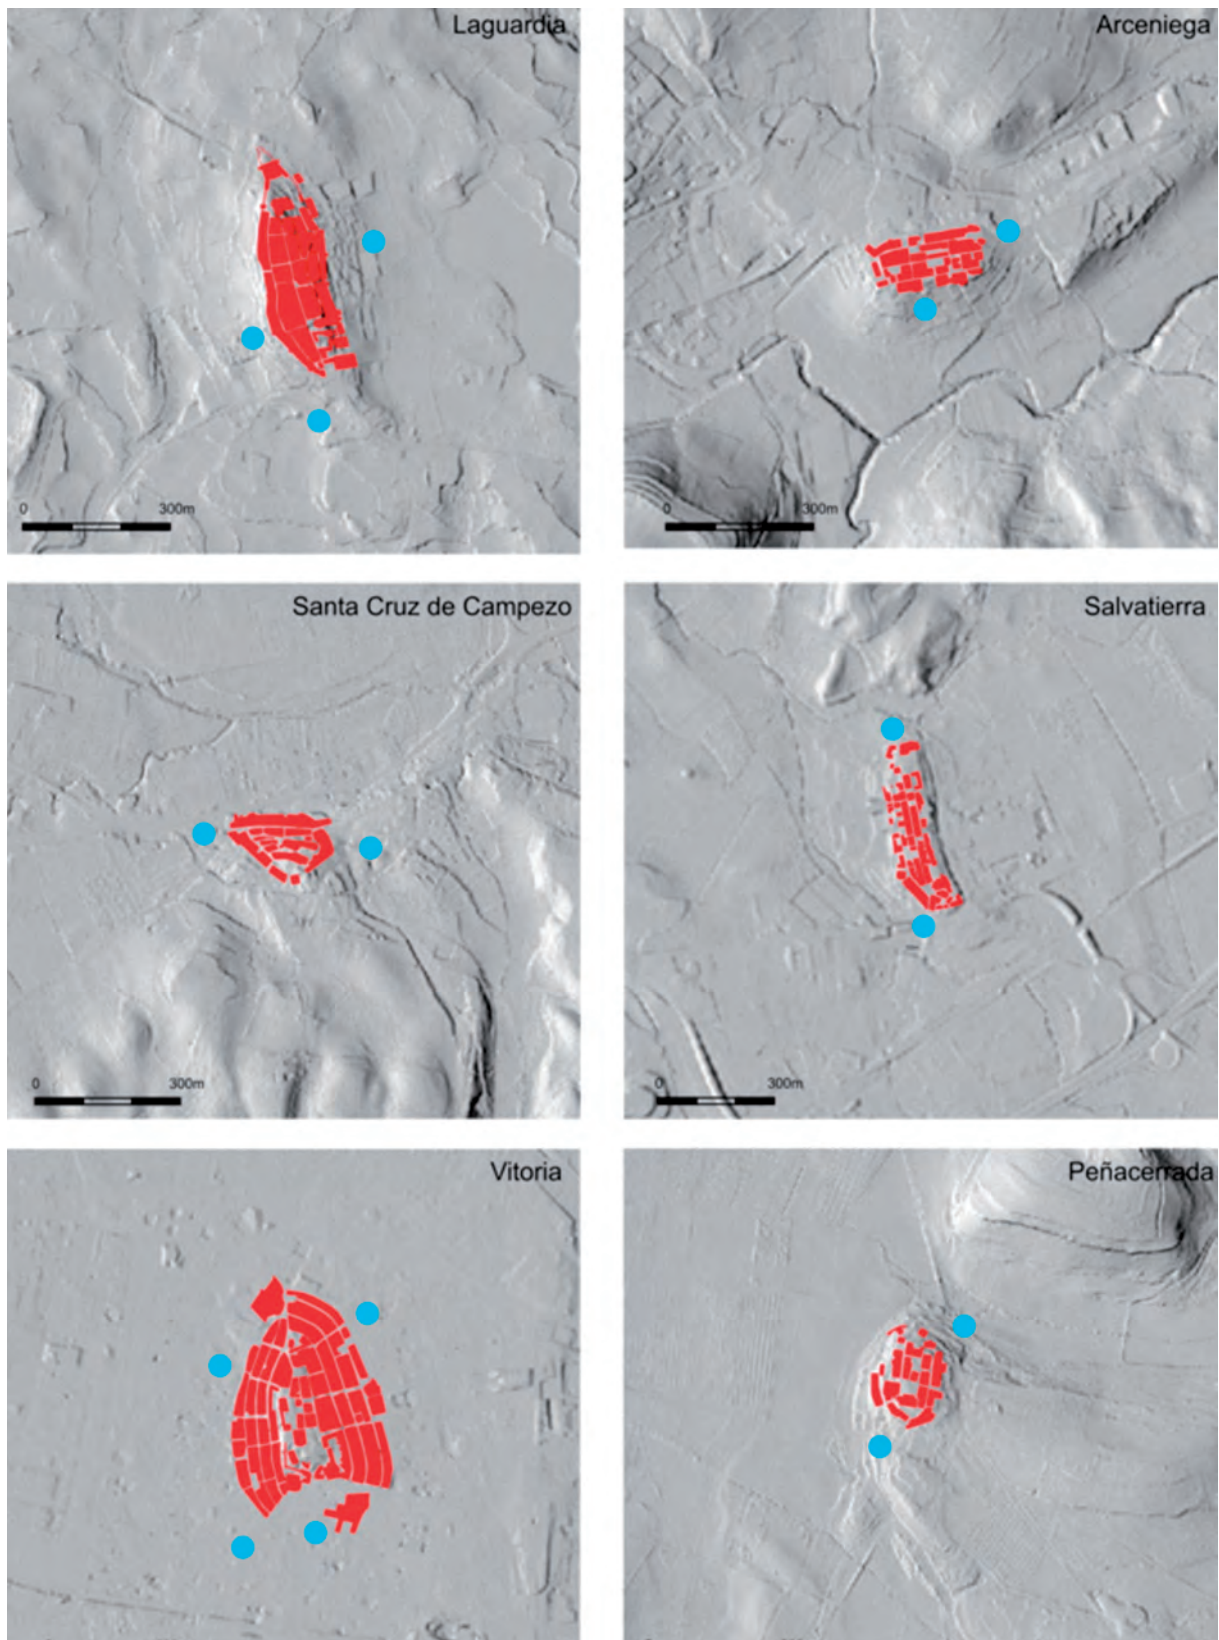 Laguardia
Arceniega
0 300m
0 300m
Santa Cruz de Campezo
Salvatierra
0 300m
0 300m
Vitoria
Peñacerrada